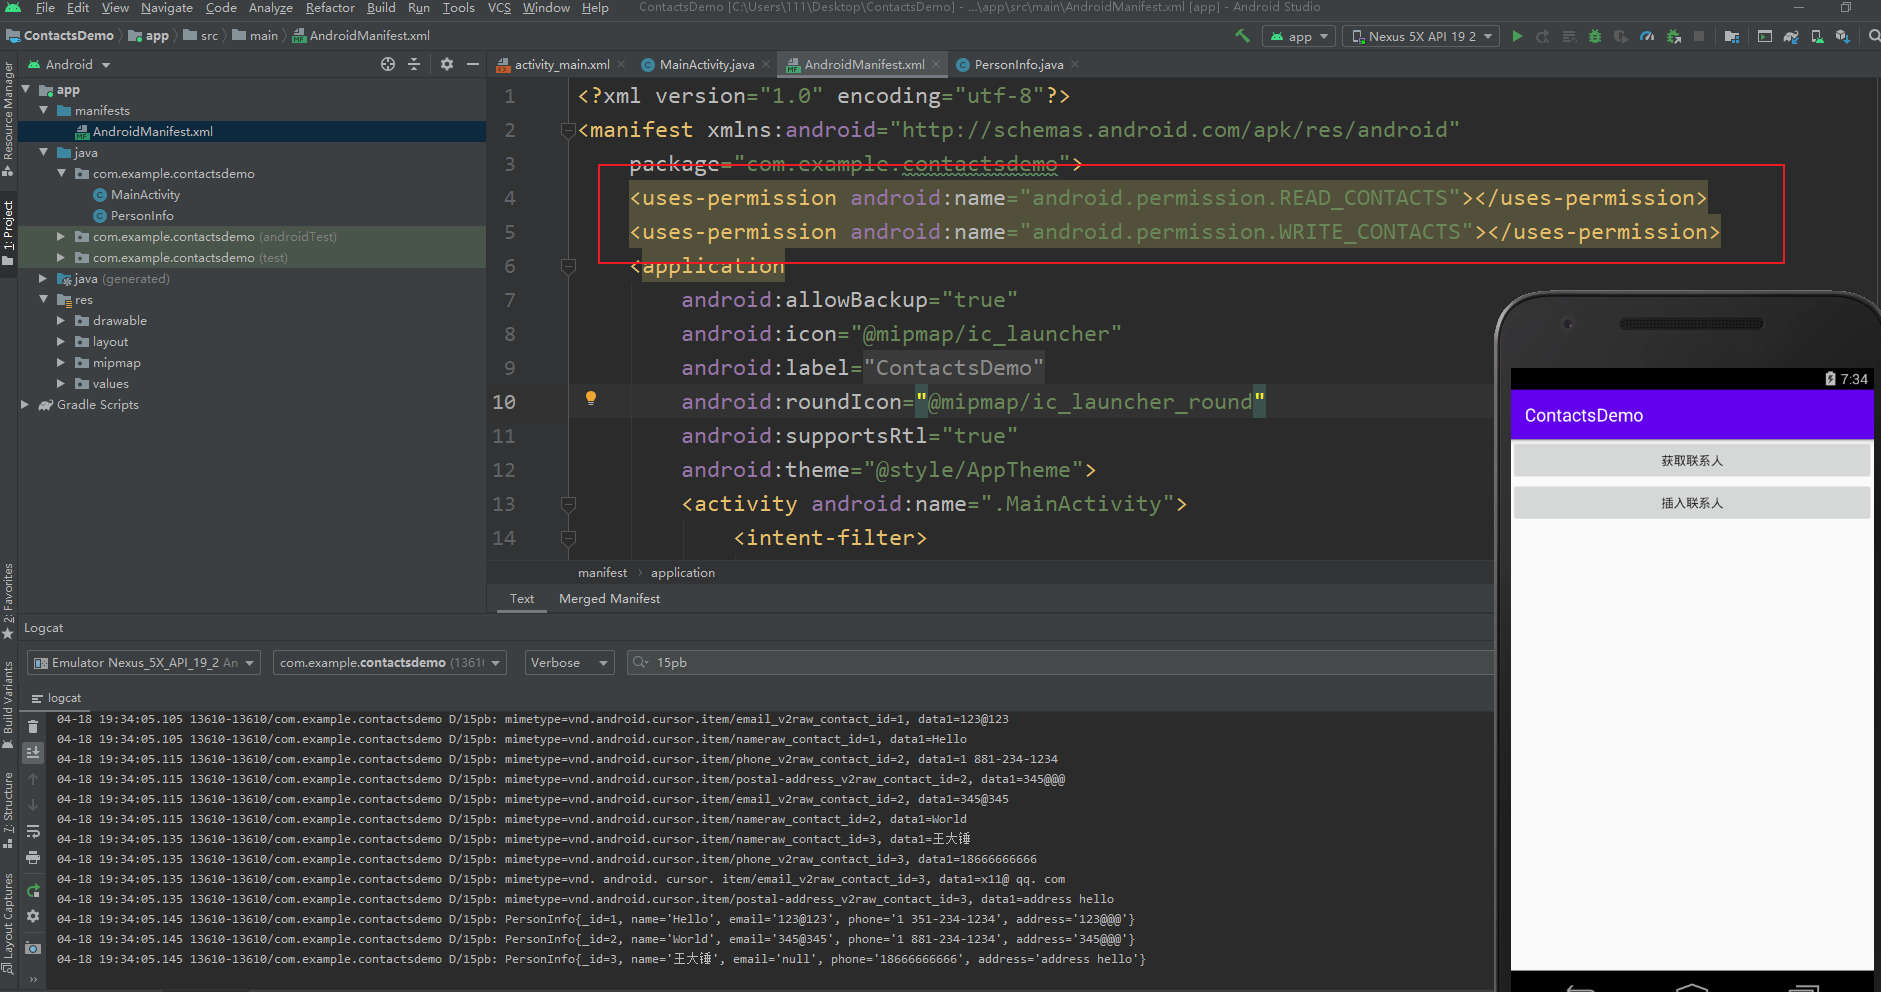 File Edit View Navigate Code Analyze Refactor Build Run Tools VCS Window Help ContactsDemo [C:\Users\111\Desktop\ContactsDemo] - ...\app\src\main\AndroidManifest.xml [app] - Android Studio
ContactsDemo app src main AndroidManifest.xml app Nexus 5X API 19 2
Android
activity_main.xml MainActivity.java AndroidManifest.xml PersonInfo.java
Resource Manager
1: Project
2: Favorites
Build Variants
7: Structure
Layout Captures
app
manifests
AndroidManifest.xml
java
com.example.contactsdemo
MainActivity
PersonInfo
com.example.contactsdemo (androidTest)
com.example.contactsdemo (test)
java (generated)
res
drawable
layout
mipmap
values
Gradle Scripts
1 <?xml version="1.0" encoding="utf-8"?>
2 <manifest xmlns:android="http://schemas.android.com/apk/res/android"
3 package="com.example.contactsdemo">
4 <uses-permission android:name="android.permission.READ_CONTACTS"></uses-permission>
5 <uses-permission android:name="android.permission.WRITE_CONTACTS"></uses-permission>
6 <application
7 android:allowBackup="true"
8 android:icon="@mipmap/ic_launcher"
9 android:label="ContactsDemo"
10 android:roundIcon="@mipmap/ic_launcher_round"
11 android:supportsRtl="true"
12 android:theme="@style/AppTheme">
13 <activity android:name=".MainActivity">
14 <intent-filter>
manifest application
Text Merged Manifest
7:34
ContactsDemo
获取联系人
插入联系人
Logcat
Emulator Nexus_5X_API_19_2 An com.example.contactsdemo (1361 Verbose 15pb
logcat
04-18 19:34:05.105 13610-13610/com.example.contactsdemo D/15pb: mimetype=vnd.android.cursor.item/email_v2raw_contact_id=1, data1=123@123
04-18 19:34:05.105 13610-13610/com.example.contactsdemo D/15pb: mimetype=vnd.android.cursor.item/nameraw_contact_id=1, data1=Hello
04-18 19:34:05.115 13610-13610/com.example.contactsdemo D/15pb: mimetype=vnd.android.cursor.item/phone_v2raw_contact_id=2, data1=1 881-234-1234
04-18 19:34:05.115 13610-13610/com.example.contactsdemo D/15pb: mimetype=vnd.android.cursor.item/postal-address_v2raw_contact_id=2, data1=345@@@
04-18 19:34:05.115 13610-13610/com.example.contactsdemo D/15pb: mimetype=vnd.android.cursor.item/email_v2raw_contact_id=2, data1=345@345
04-18 19:34:05.135 13610-13610/com.example.contactsdemo D/15pb: mimetype=vnd.android.cursor.item/nameraw_contact_id=2, data1=World
04-18 19:34:05.135 13610-13610/com.example.contactsdemo D/15pb: mimetype=vnd.android.cursor.item/nameraw_contact_id=3, data1=王大锤
04-18 19:34:05.135 13610-13610/com.example.contactsdemo D/15pb: mimetype=vnd.android.cursor.item/phone_v2raw_contact_id=3, data1=18666666666
04-18 19:34:05.135 13610-13610/com.example.contactsdemo D/15pb: mimetype=vnd. android. cursor. item/email_v2raw_contact_id=3, data1=x11@ qq. com
04-18 19:34:05.135 13610-13610/com.example.contactsdemo D/15pb: mimetype=vnd.android.cursor.item/postal-address_v2raw_contact_id=3, data1=address hello
04-18 19:34:05.145 13610-13610/com.example.contactsdemo D/15pb: PersonInfo{_id=1, name='Hello', email='123@123', phone='1 351-234-1234', address='123@@@'}
04-18 19:34:05.145 13610-13610/com.example.contactsdemo D/15pb: PersonInfo{_id=2, name='World', email='345@345', phone='1 881-234-1234', address='345@@@'}
04-18 19:34:05.145 13610-13610/com.example.contactsdemo D/15pb: PersonInfo{_id=3, name='王大锤', email='null', phone='18666666666', address='address hello'}